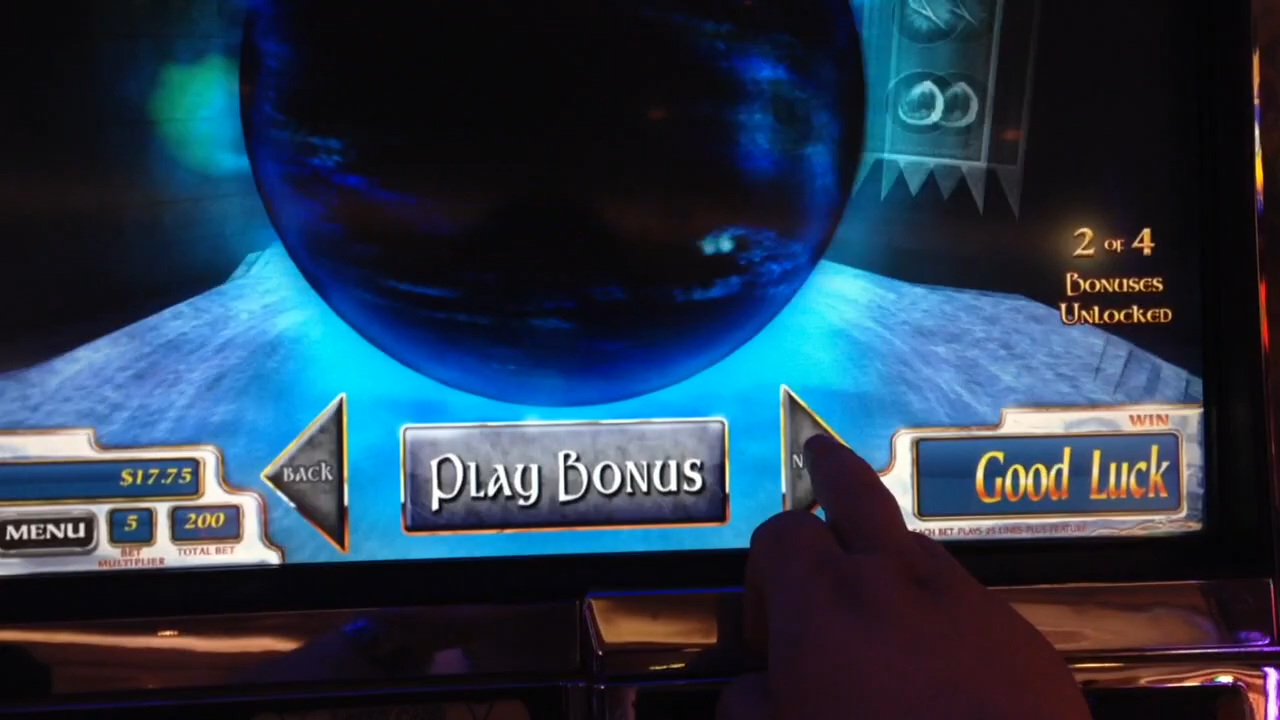 2 of 4
Bonuses
Unlocked
WIN
Good Luck
Play Bonus
Back
N
$17.75
MENU
5
200
BET
MULTIPLIER
TOTAL BET
EACH BET PLAYS 25 LINES PLUS FEATURE